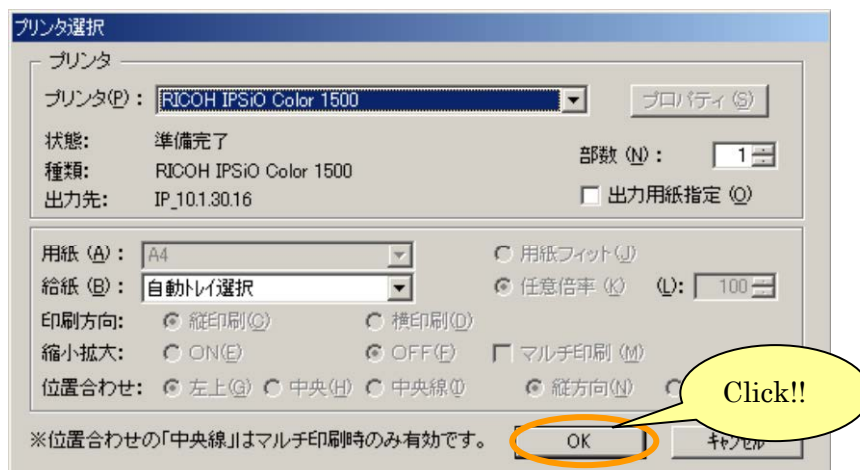 プリンタ選択
プリンタ
プリンタ(P)： RICOH IPSiO Color 1500 プロパティ (S)
状態： 準備完了
部数 (N)： 1
種類： RICOH IPSiO Color 1500
出力先： IP_10.1.30.16 出力用紙指定 (O)
用紙 (A)： A4 用紙フィット(J)
給紙 (B)： 自動トレイ選択 任意倍率 (K) (L): 100
印刷方向： 縦印刷(C) 横印刷(D)
縮小拡大： ON(E) OFF(F) マルチ印刷 (M)
位置合わせ： 左上(G) 中央(H) 中央線(I) 縦方向(N)
Click!!
※位置合わせの「中央線」はマルチ印刷時のみ有効です。 OK キャンセル